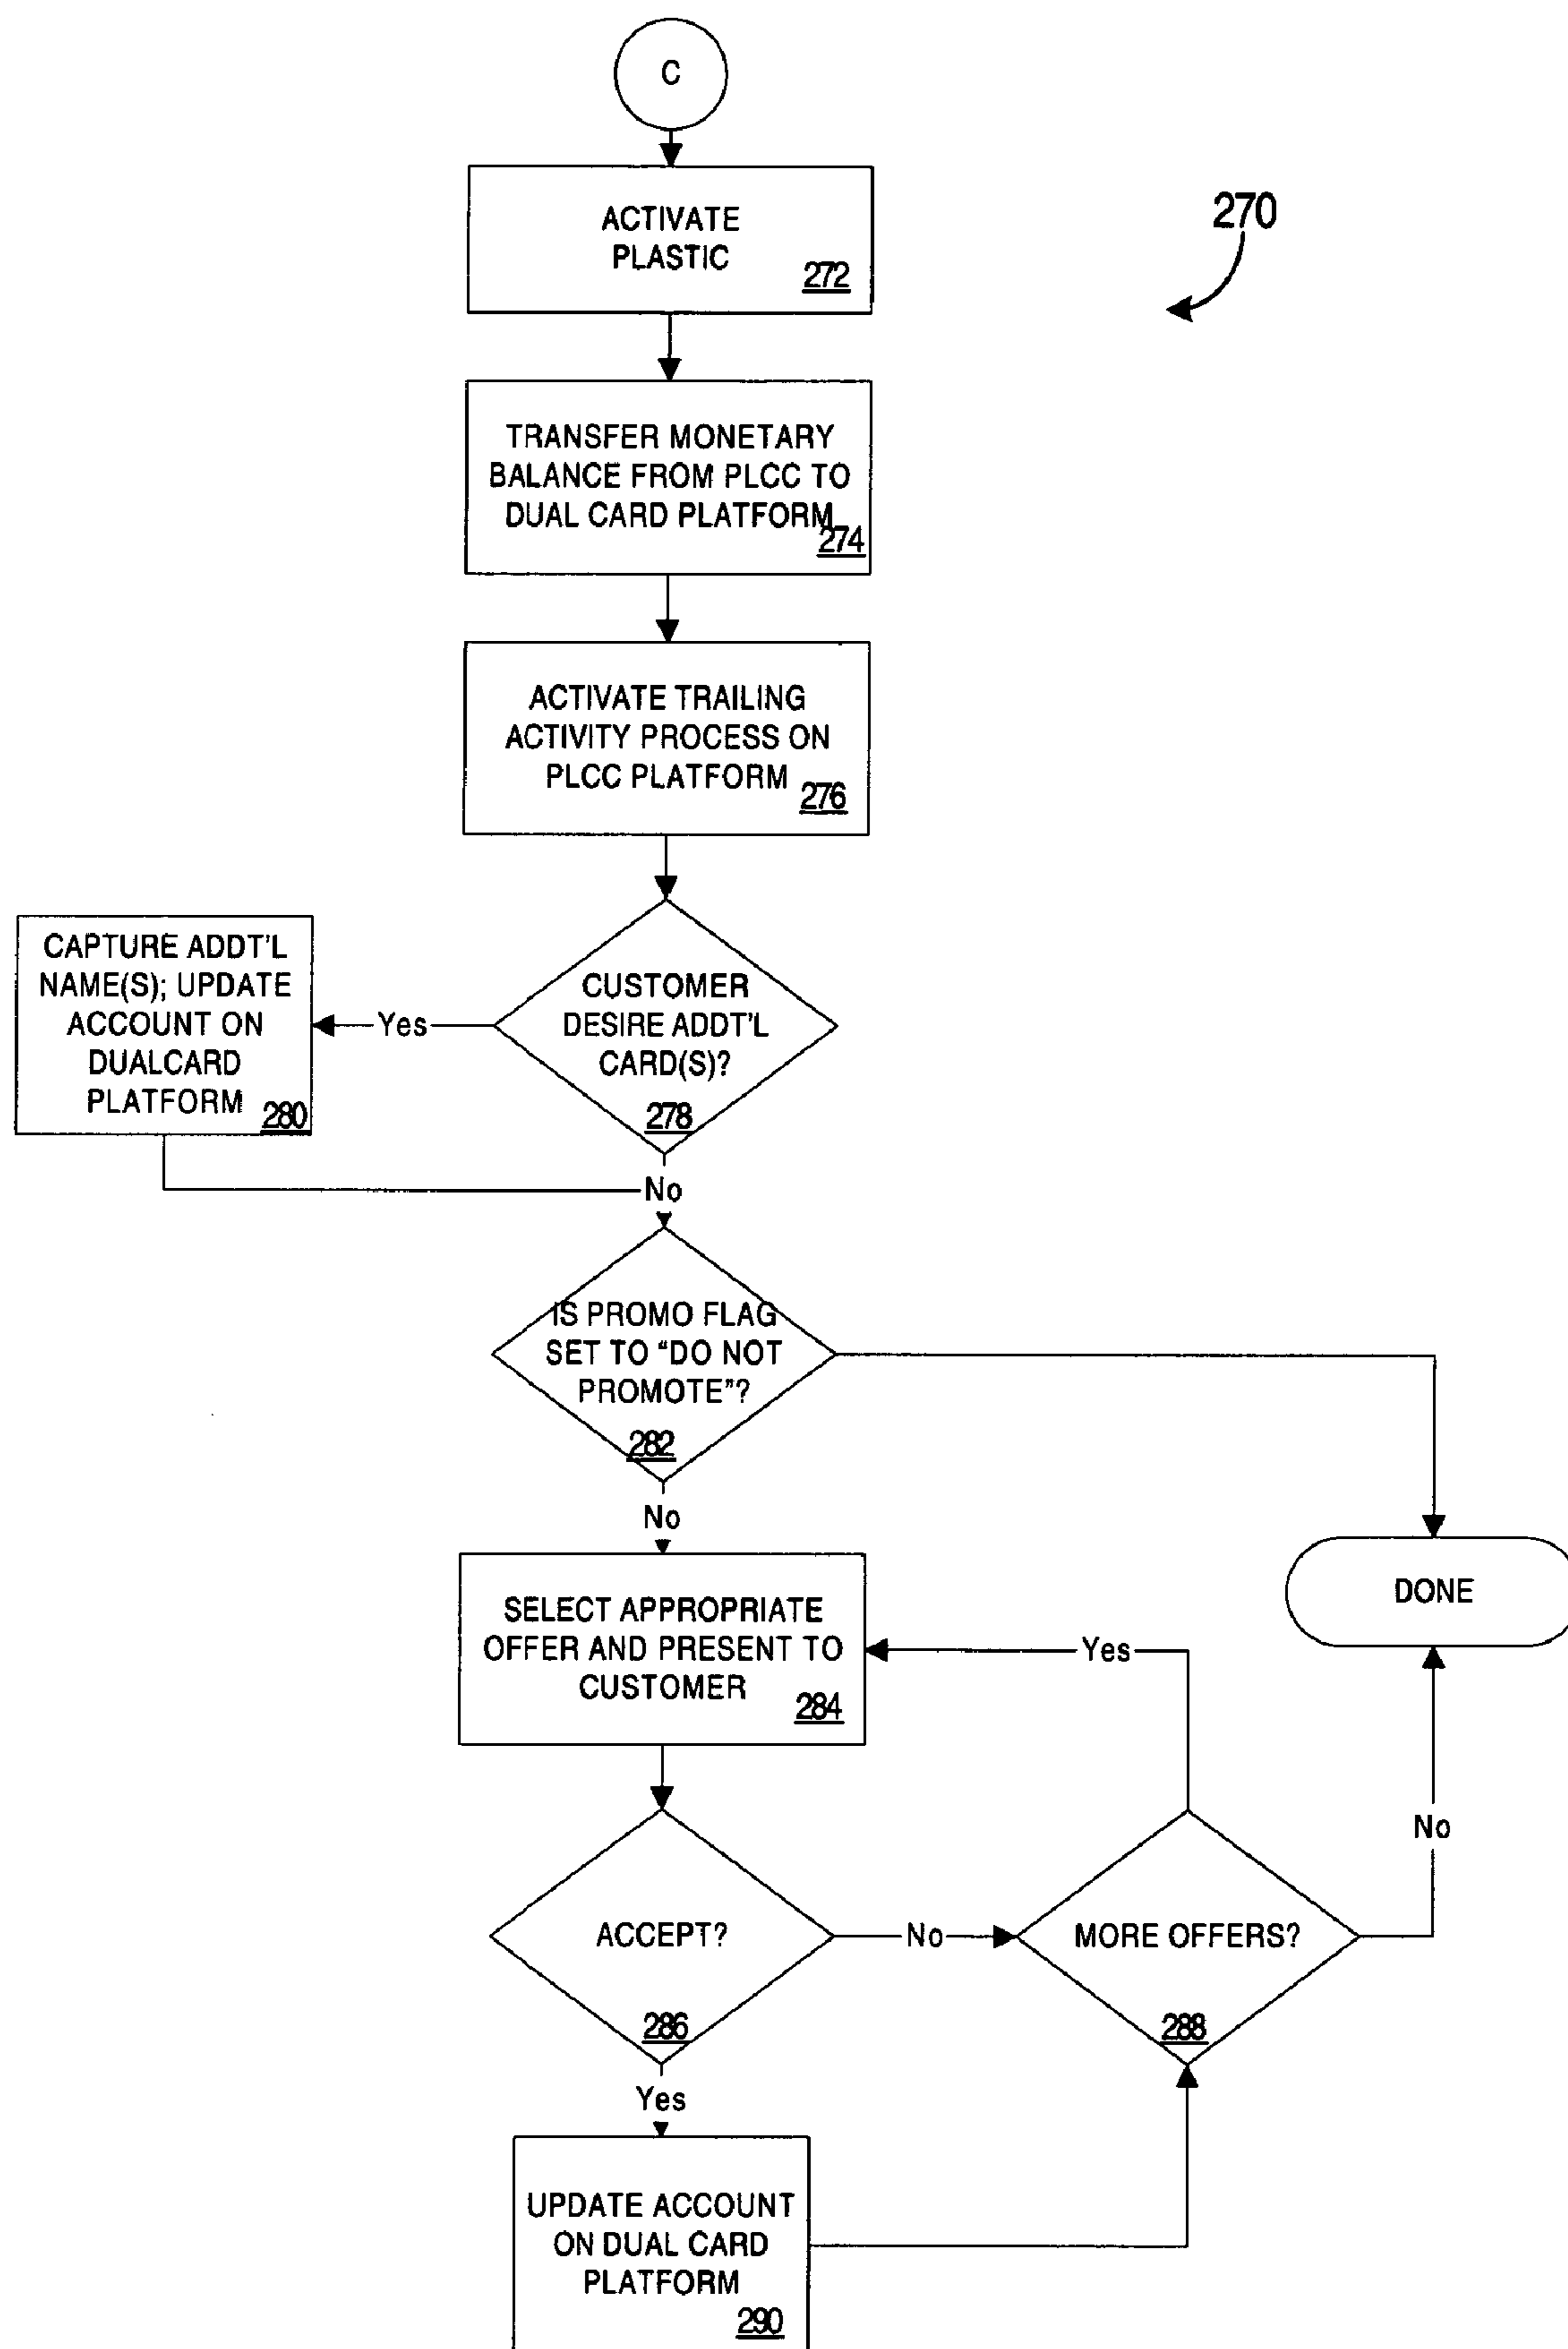 C
ACTIVATE
PLASTIC
272
270
TRANSFER MONETARY
BALANCE FROM PLCC TO
DUAL CARD PLATFORM
274
ACTIVATE TRAILING
ACTIVITY PROCESS ON
PLCC PLATFORM
276
CAPTURE ADDT'L
NAME(S); UPDATE
ACCOUNT ON
DUALCARD
PLATFORM
280
Yes
CUSTOMER
DESIRE ADDT'L
CARD(S)?
278
No
IS PROMO FLAG
SET TO “DO NOT
PROMOTE”?
282
No
SELECT APPROPRIATE
OFFER AND PRESENT TO
CUSTOMER
284
Yes
DONE
ACCEPT?
286
No
MORE OFFERS?
288
No
Yes
UPDATE ACCOUNT
ON DUAL CARD
PLATFORM
290